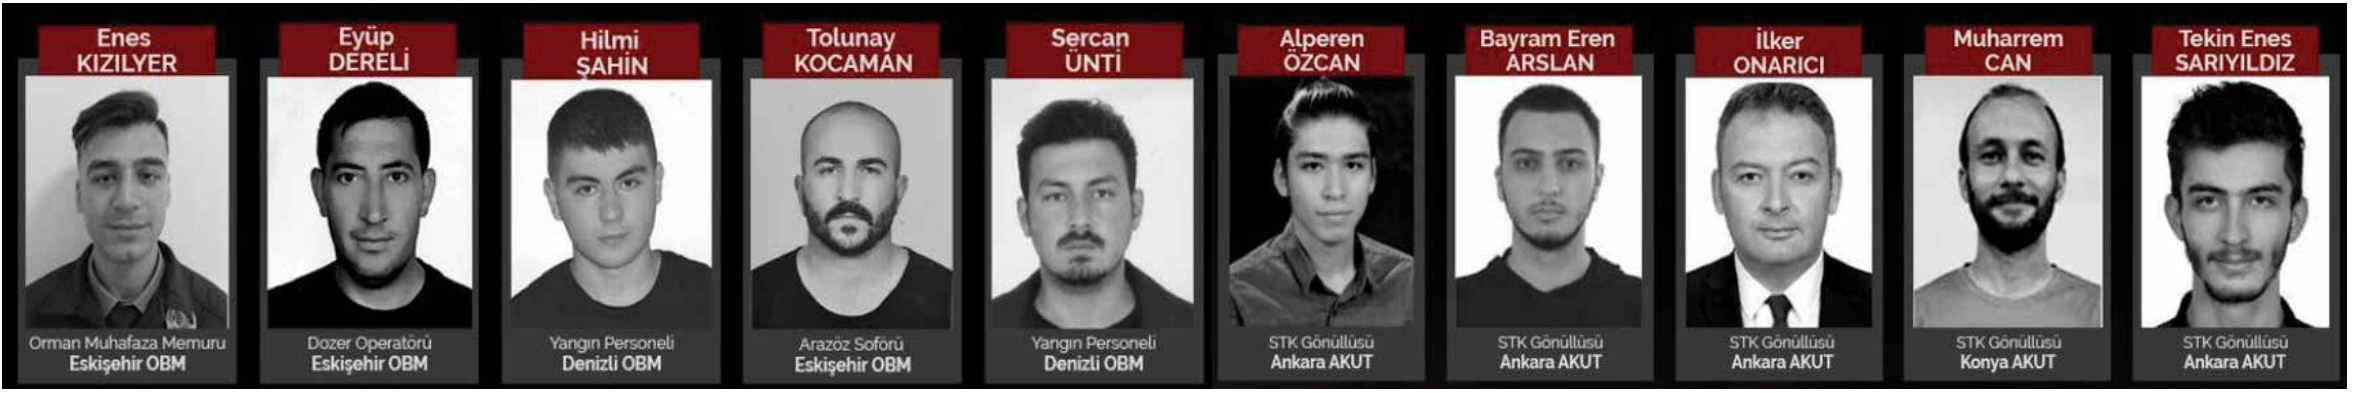 Enes
KIZILYER
Orman Muhafaza Memuru
Eskişehir OBM
Eyüp
DERELİ
Dozer Operatörü
Eskişehir OBM
Hilmi
ŞAHİN
Yangın Personeli
Denizli OBM
Tolunay
KOCAMAN
Arazöz Soförü
Eskişehir OBM
Sercan
ÜNTİ
Yangın Personeli
Denizli OBM
Alperen
ÖZCAN
STK Gönüllüsü
Ankara AKUT
Bayram Eren
ARSLAN
STK Gönüllüsü
Ankara AKUT
İlker
ONARICI
STK Gönüllüsü
Ankara AKUT
Muharrem
CAN
STK Gönüllüsü
Konya AKUT
Tekin Enes
SARIYILDIZ
STK Gönüllüsü
Ankara AKUT